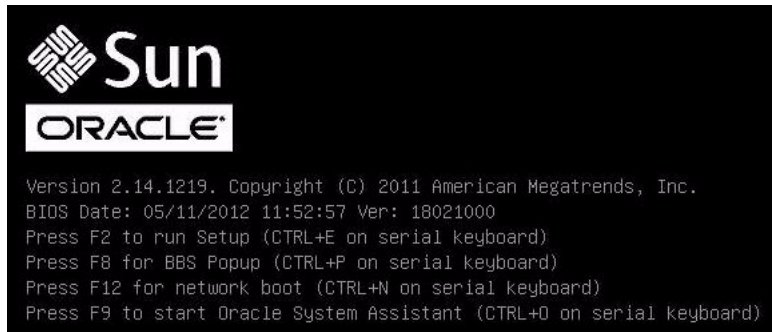 Sun
ORACLE
Version 2.14.1219. Copyright (C) 2011 American Megatrends, Inc.
BIOS Date: 05/11/2012 11:52:57 Ver: 18021000
Press F2 to run Setup (CTRL+E on serial keyboard)
Press F8 for BBS Popup (CTRL+P on serial keyboard)
Press F12 for network boot (CTRL+N on serial keyboard)
Press F9 to start Oracle System Assistant (CTRL+O on serial keyboard)